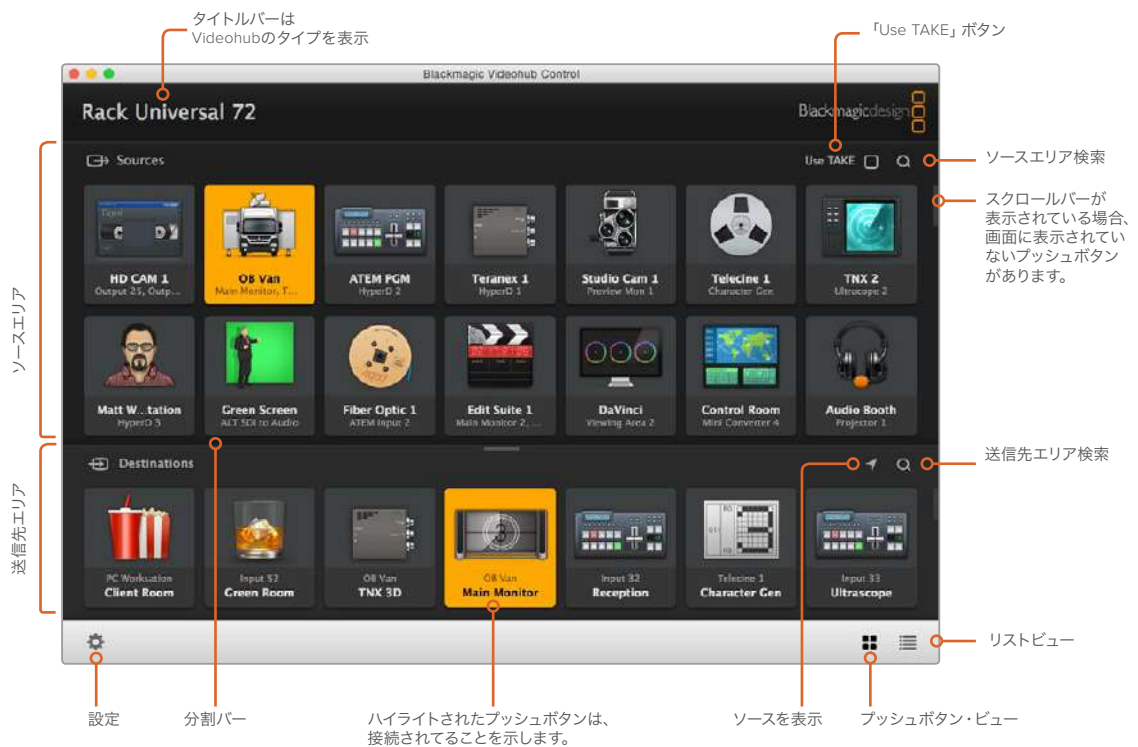 タイトルバーは
Videohubのタイプを表示
「Use TAKE」ボタン
Blackmagic Videohub Control
Rack Universal 72
Blackmagicdesign
Sources
Use TAKE
ソースエリア検索
スクロールバーが
表示されている場合、
画面に表示されてい
ないプッシュボタン
があります。
ソースエリア
HD CAM 1
Output 25, Outp...
OB Van
Main Monitor, T...
ATEM PGM
HyperD 2
Teranex 1
HyperD 1
Studio Cam 1
Preview Mon 1
Telecine 1
Character Gen
TNX 2
Ultrascope 2
Matt W...tation
HyperD 3
Green Screen
ACT SDI to Audio
Fiber Optic 1
ATEM Input 2
Edit Suite 1
Main Monitor 2, ...
DaVinci
Viewing Area 2
Control Room
Mini Converter 4
Audio Booth
Projector 1
送信先エリア
Destinations
送信先エリア検索
PC Workstation
Client Room
Input 52
Green Room
OB Van
TNX 3D
3
OB Van
Main Monitor
Input 32
Reception
Telecine 1
Character Gen
Input 33
Ultrascope
リストビュー
設定
分割バー
ハイライトされたプッシュボタンは、
接続されてることを示します。
ソースを表示
プッシュボタン・ビュー